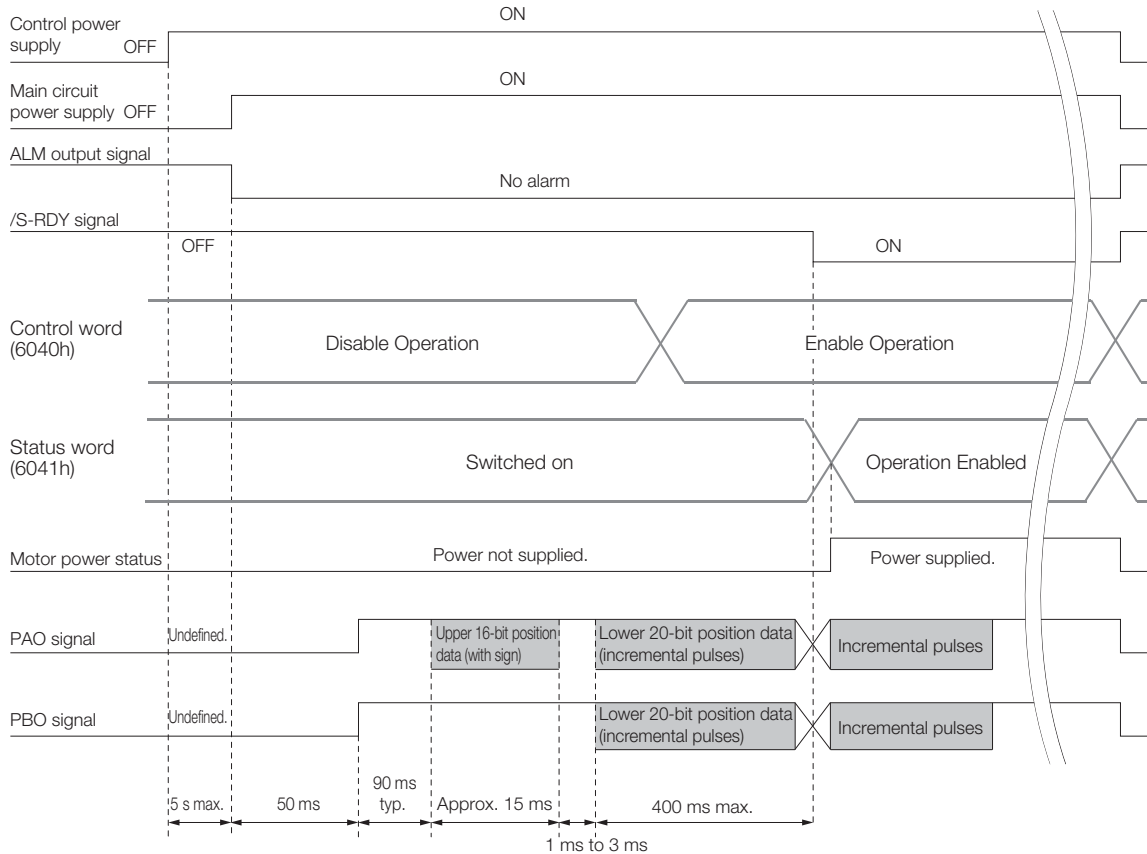 ON
Control power
supply OFF
ON
Main circuit
power supply OFF
ALM output signal
No alarm
/S-RDY signal
OFF
ON
Control word
(6040h)
Disable Operation
Enable Operation
Status word
(6041h)
Switched on
Operation Enabled
Motor power status
Power not supplied.
Power supplied.
PAO signal
Undefined.
Upper 16-bit position
data (with sign)
Lower 20-bit position data
(incremental pulses)
Incremental pulses
PBO signal
Undefined.
Lower 20-bit position data
(incremental pulses)
Incremental pulses
5 s max.
50 ms
90 ms
typ.
Approx. 15 ms
400 ms max.
1 ms to 3 ms